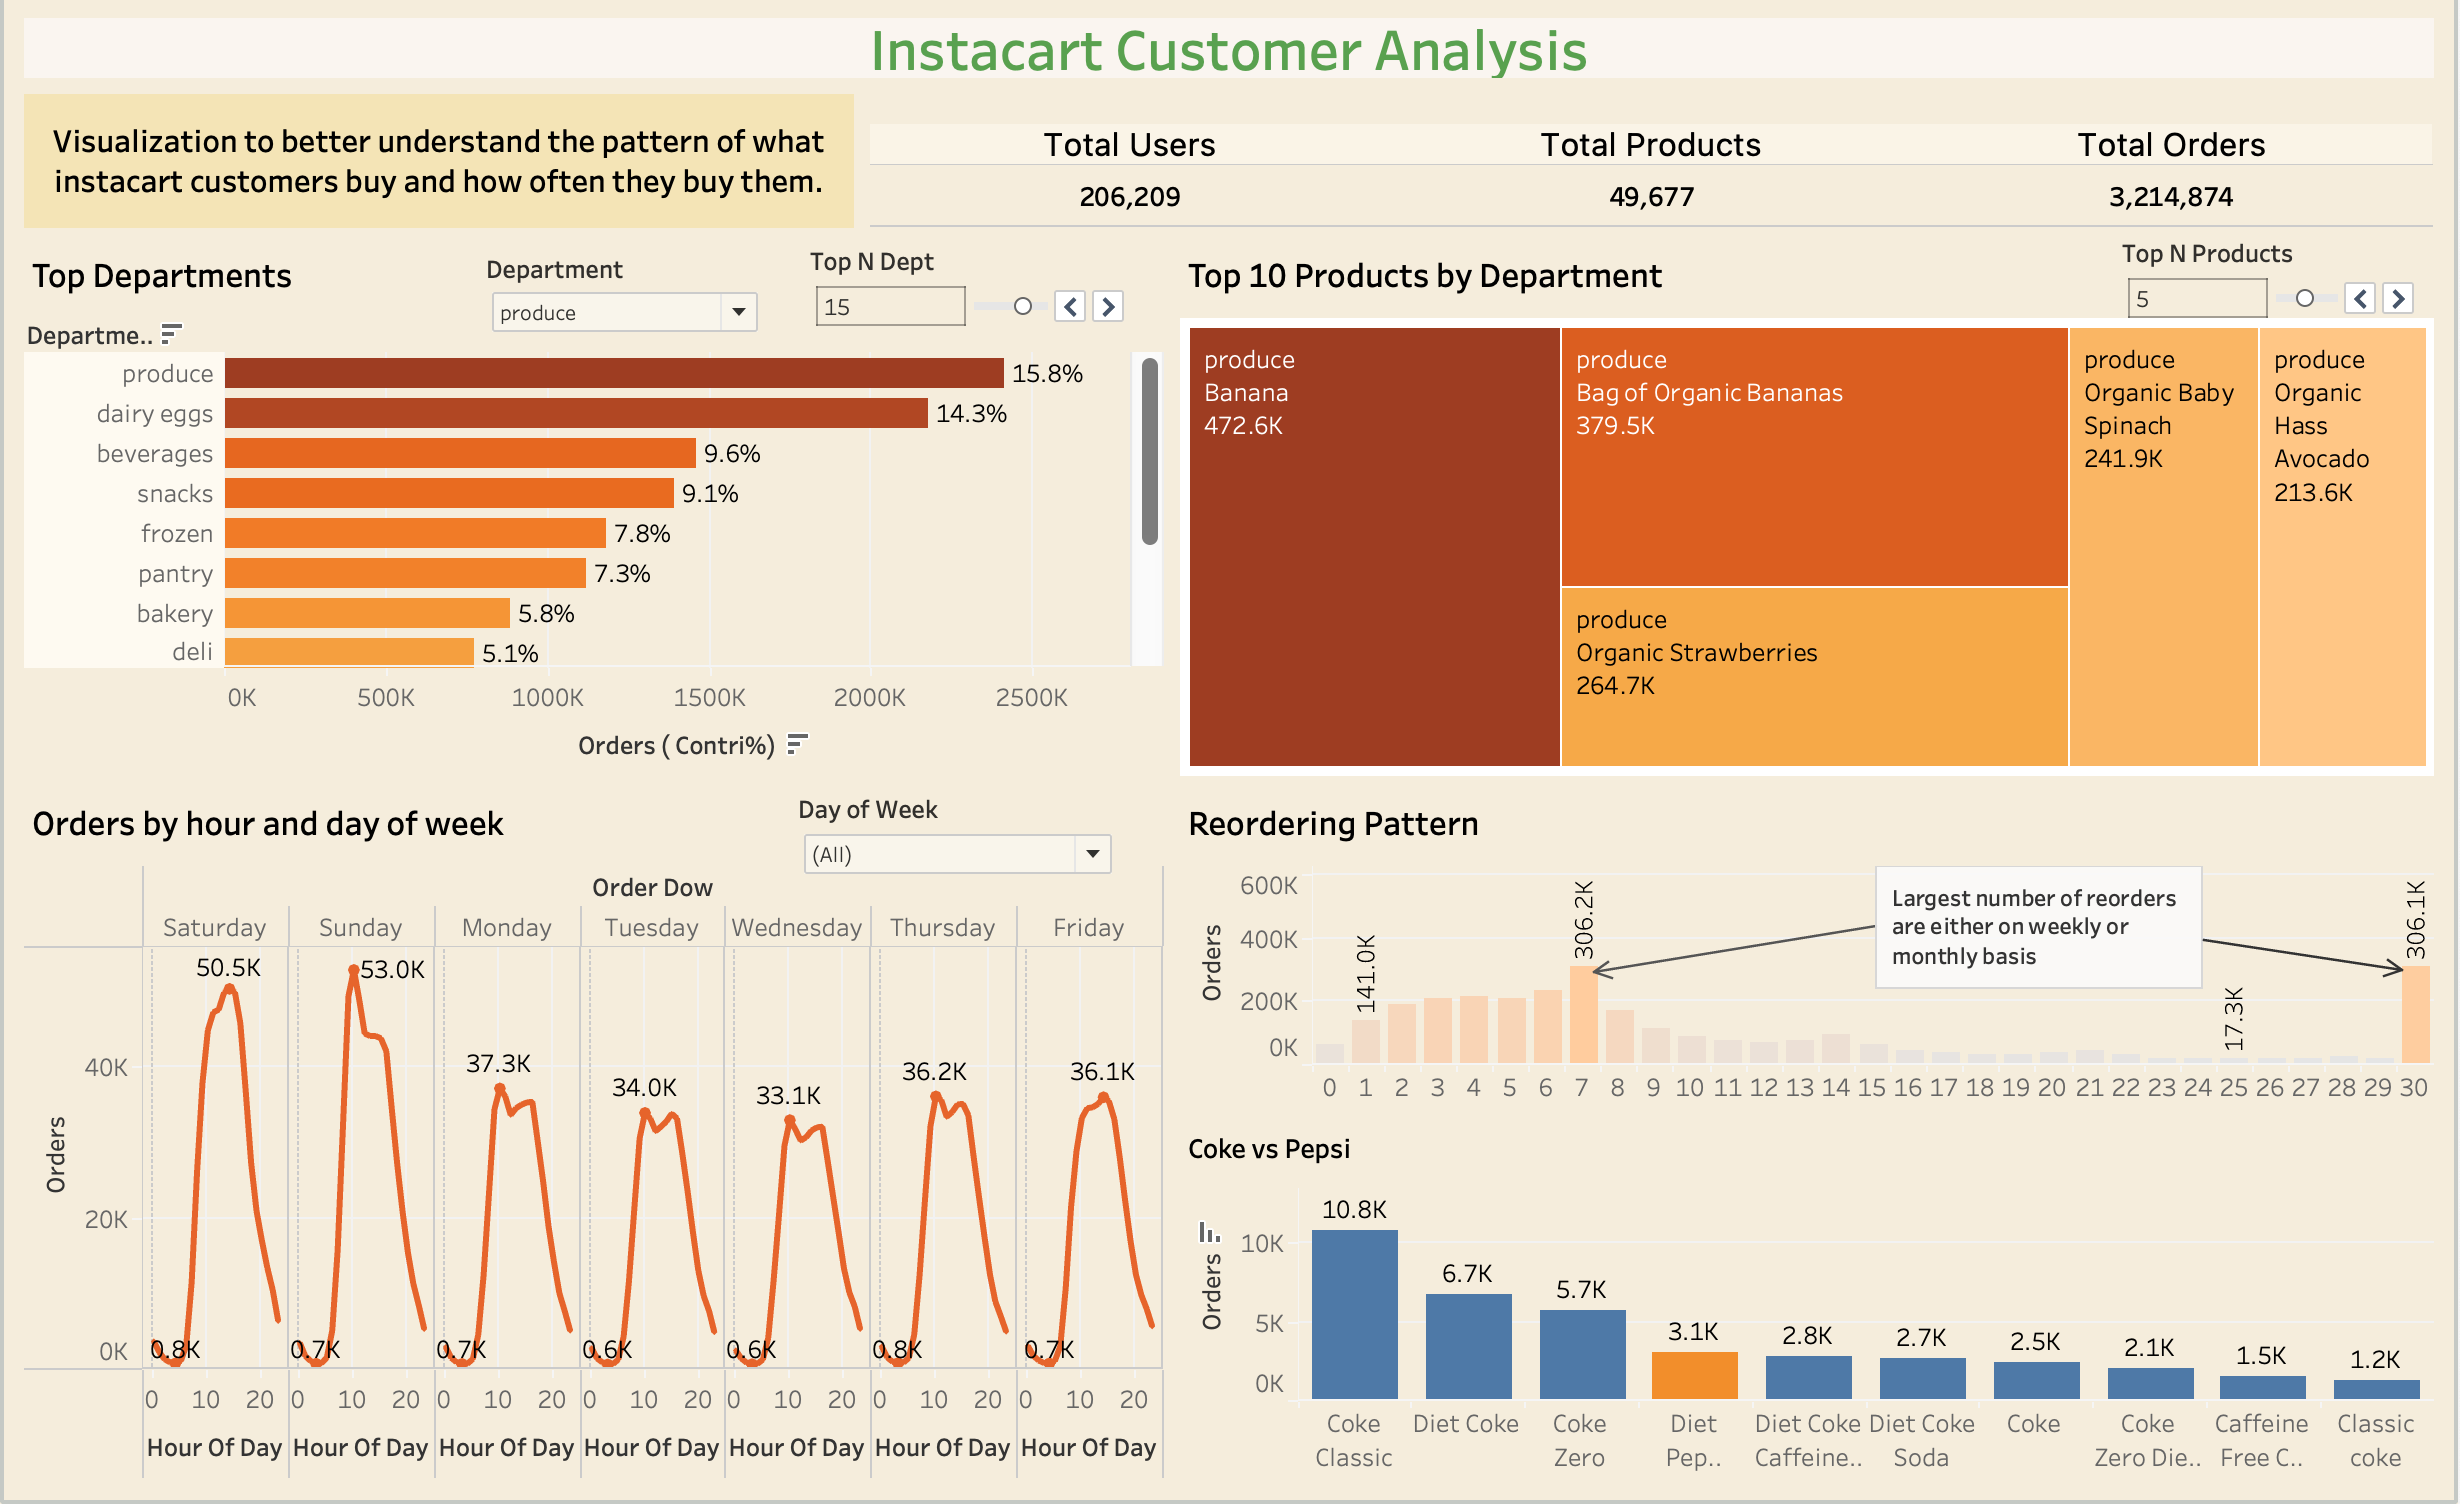 Instacart Customer Analysis
Visualization to better understand the pattern of what
instacart customers buy and how often they buy them.
Total Users
Total Products
Total Orders
206,209
49,677
3,214,874
Top Departments
Department
produce
Top N Dept
15
Departme..
produce
15.8%
dairy eggs
14.3%
beverages
9.6%
snacks
9.1%
frozen
7.8%
pantry
7.3%
bakery
5.8%
deli
5.1%
0K 500K 1000K 1500K 2000K 2500K
Orders ( Contri%)
Top 10 Products by Department
Top N Products
5
produce
Banana
472.6K
produce
Bag of Organic Bananas
379.5K
produce
Organic Strawberries
264.7K
produce
Organic Baby
Spinach
241.9K
produce
Organic
Hass
Avocado
213.6K
Orders by hour and day of week
Day of Week
(All)
Order Dow
Saturday Sunday Monday Tuesday Wednesday Thursday Friday
50.5K 53.0K 37.3K 34.0K 33.1K 36.2K 36.1K
40K
20K
0K
Orders
0.8K 0.7K 0.7K 0.6K 0.6K 0.8K 0.7K
0 10 20 0 10 20 0 10 20 0 10 20 0 10 20 0 10 20 0 10 20
Hour Of Day Hour Of Day Hour Of Day Hour Of Day Hour Of Day Hour Of Day Hour Of Day
Reordering Pattern
600K
400K
200K
0K
Orders
141.0K
306.2K
Largest number of reorders
are either on weekly or
monthly basis
17.3K
306.1K
0 1 2 3 4 5 6 7 8 9 10 11 12 13 14 15 16 17 18 19 20 21 22 23 24 25 26 27 28 29 30
Coke vs Pepsi
10K
5K
0K
Orders
10.8K 6.7K 5.7K 3.1K 2.8K 2.7K 2.5K 2.1K 1.5K 1.2K
Coke
Classic
Diet Coke
Coke
Zero
Diet
Pep..
Diet Coke
Caffeine..
Diet Coke
Soda
Coke
Coke
Zero Die..
Caffeine
Free C..
Classic
coke